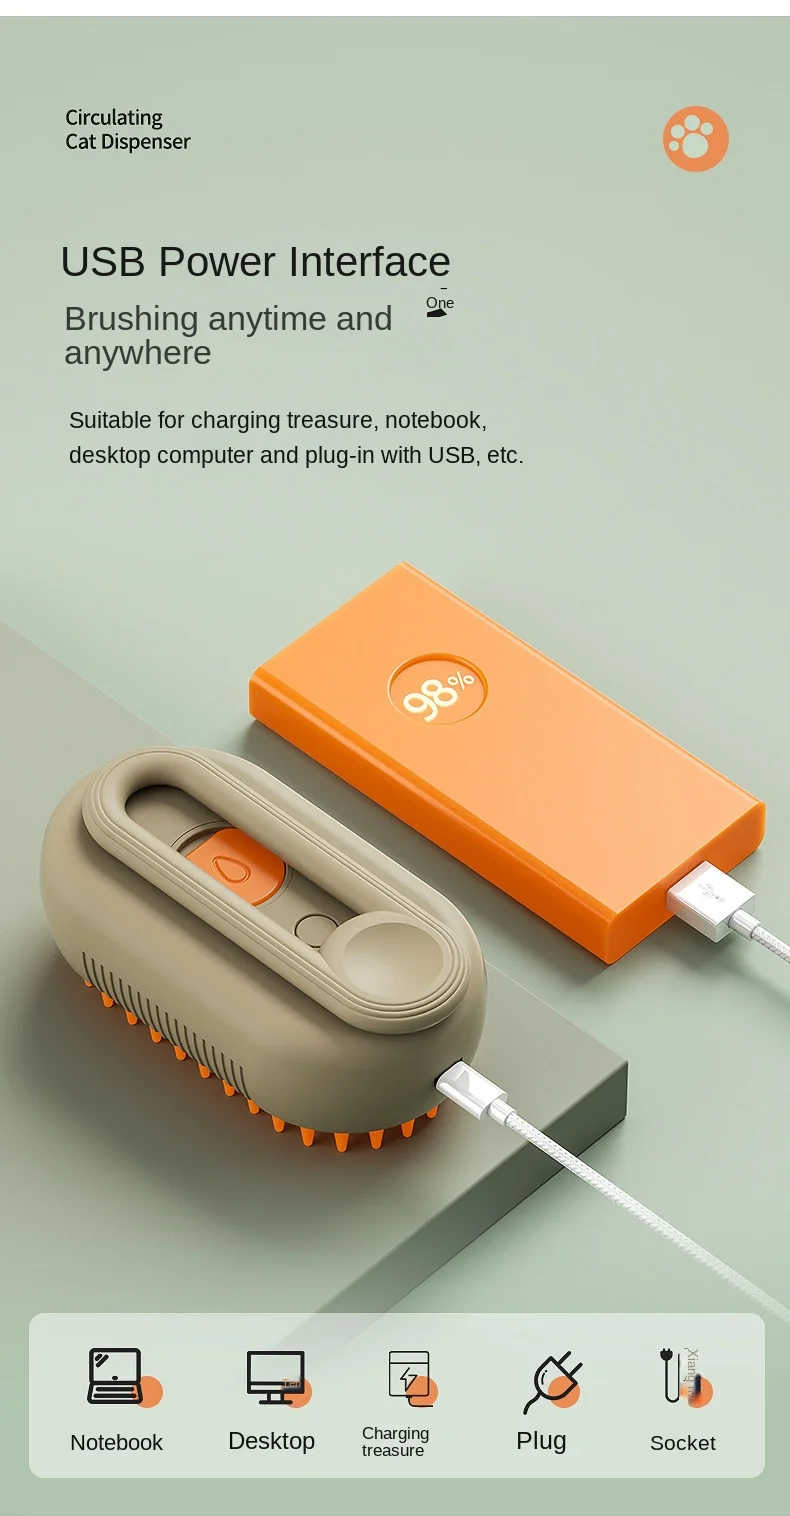 Circulating
Cat Dispenser
USB Power Interface
One
Brushing anytime and
anywhere
Suitable for charging treasure, notebook,
desktop computer and plug-in with USB, etc.
98%
Notebook
Desktop
Charging
treasure
Plug
Socket